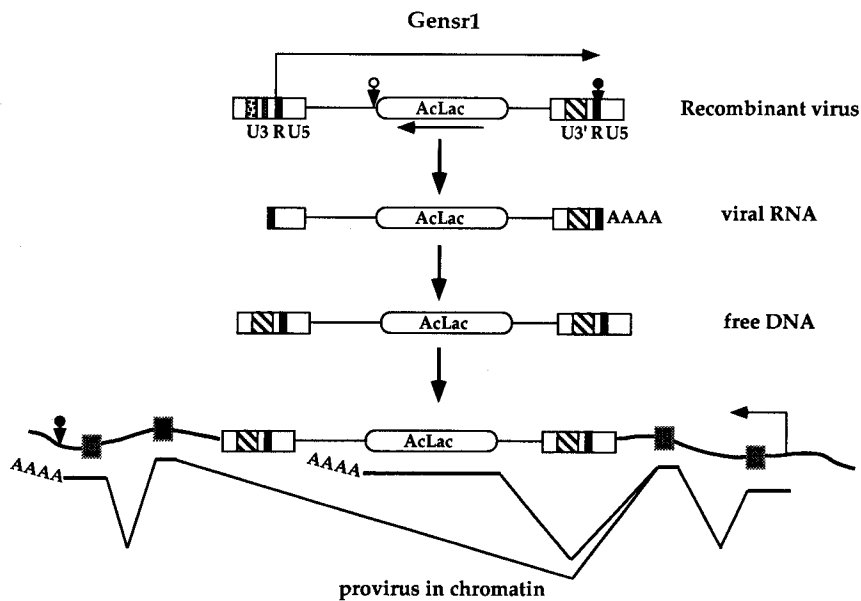 Gensr1
AcLac
Recombinant virus
U3 R U5
U3' R U5
AcLac
AAAA
viral RNA
AcLac
free DNA
AcLac
AAAA
AAAA
provirus in chromatin